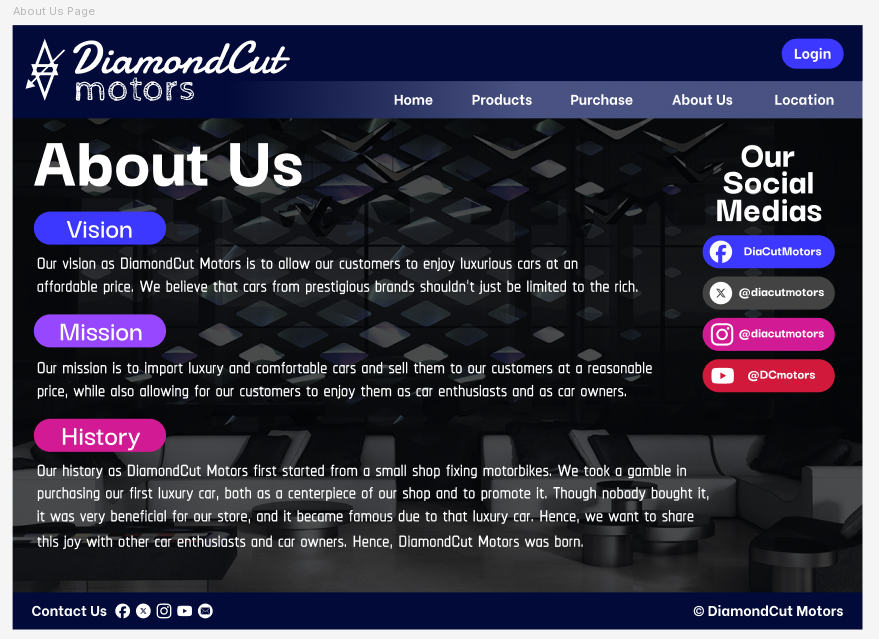 About Us Page
DiamondCut
motors
Login
Home Products Purchase About Us Location
About Us
Vision
Our vision as DiamondCut Motors is to allow our customers to enjoy luxurious cars at an
affordable price. We believe that cars from prestigious brands shouldn't just be limited to the rich.
Mission
Our mission is to import luxury and comfortable cars and sell them to our customers at a reasonable
price, while also allowing for our customers to enjoy them as car enthusiasts and as car owners.
History
Our history as DiamondCut Motors first started from a small shop fixing motorbikes. We took a gamble in
purchasing our first luxury car, both as a centerpiece of our shop and to promote it. Though nobody bought it,
it was very beneficial for our store, and it became famous due to that luxury car. Hence, we want to share
this joy with other car enthusiasts and car owners. Hence, DiamondCut Motors was born.
Our
Social
Medias
DiaCutMotors
@diacutmotors
@diacutmotors
@DCmotors
Contact Us
© DiamondCut Motors